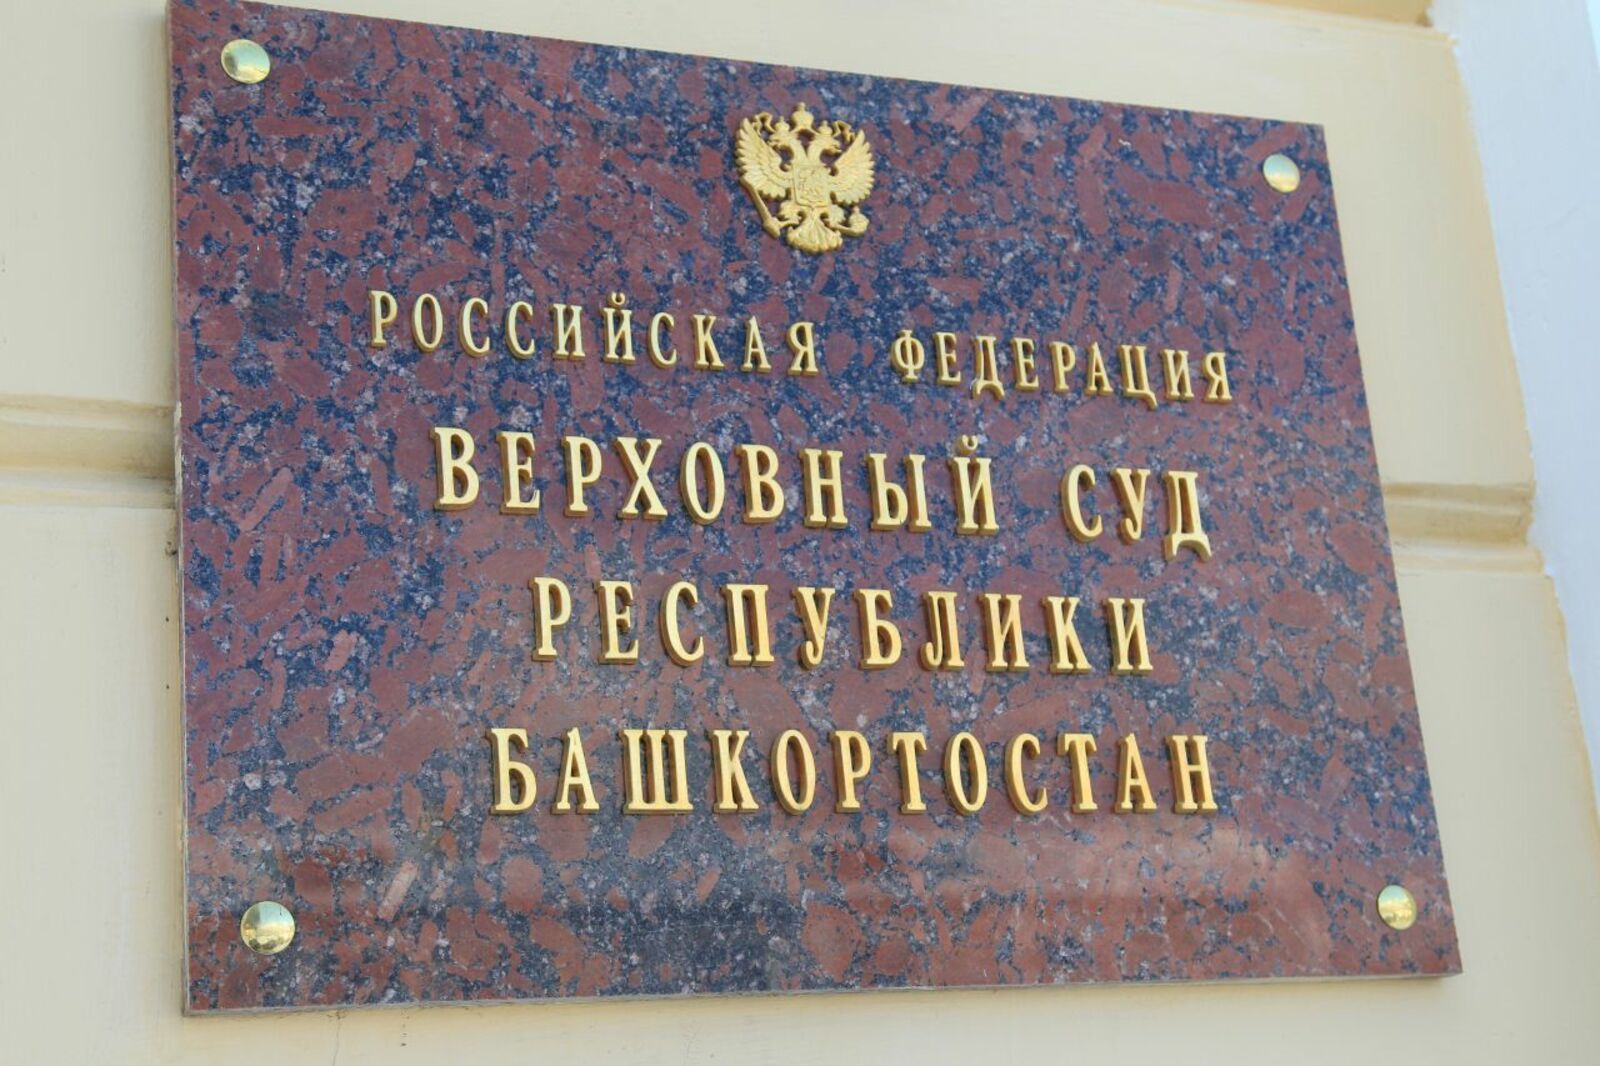 РОССИЙСКАЯ ФЕДЕРАЦИЯ
ВЕРХОВНЫЙ СУД
РЕСПУБЛИКИ
БАШКОРТОСТАН